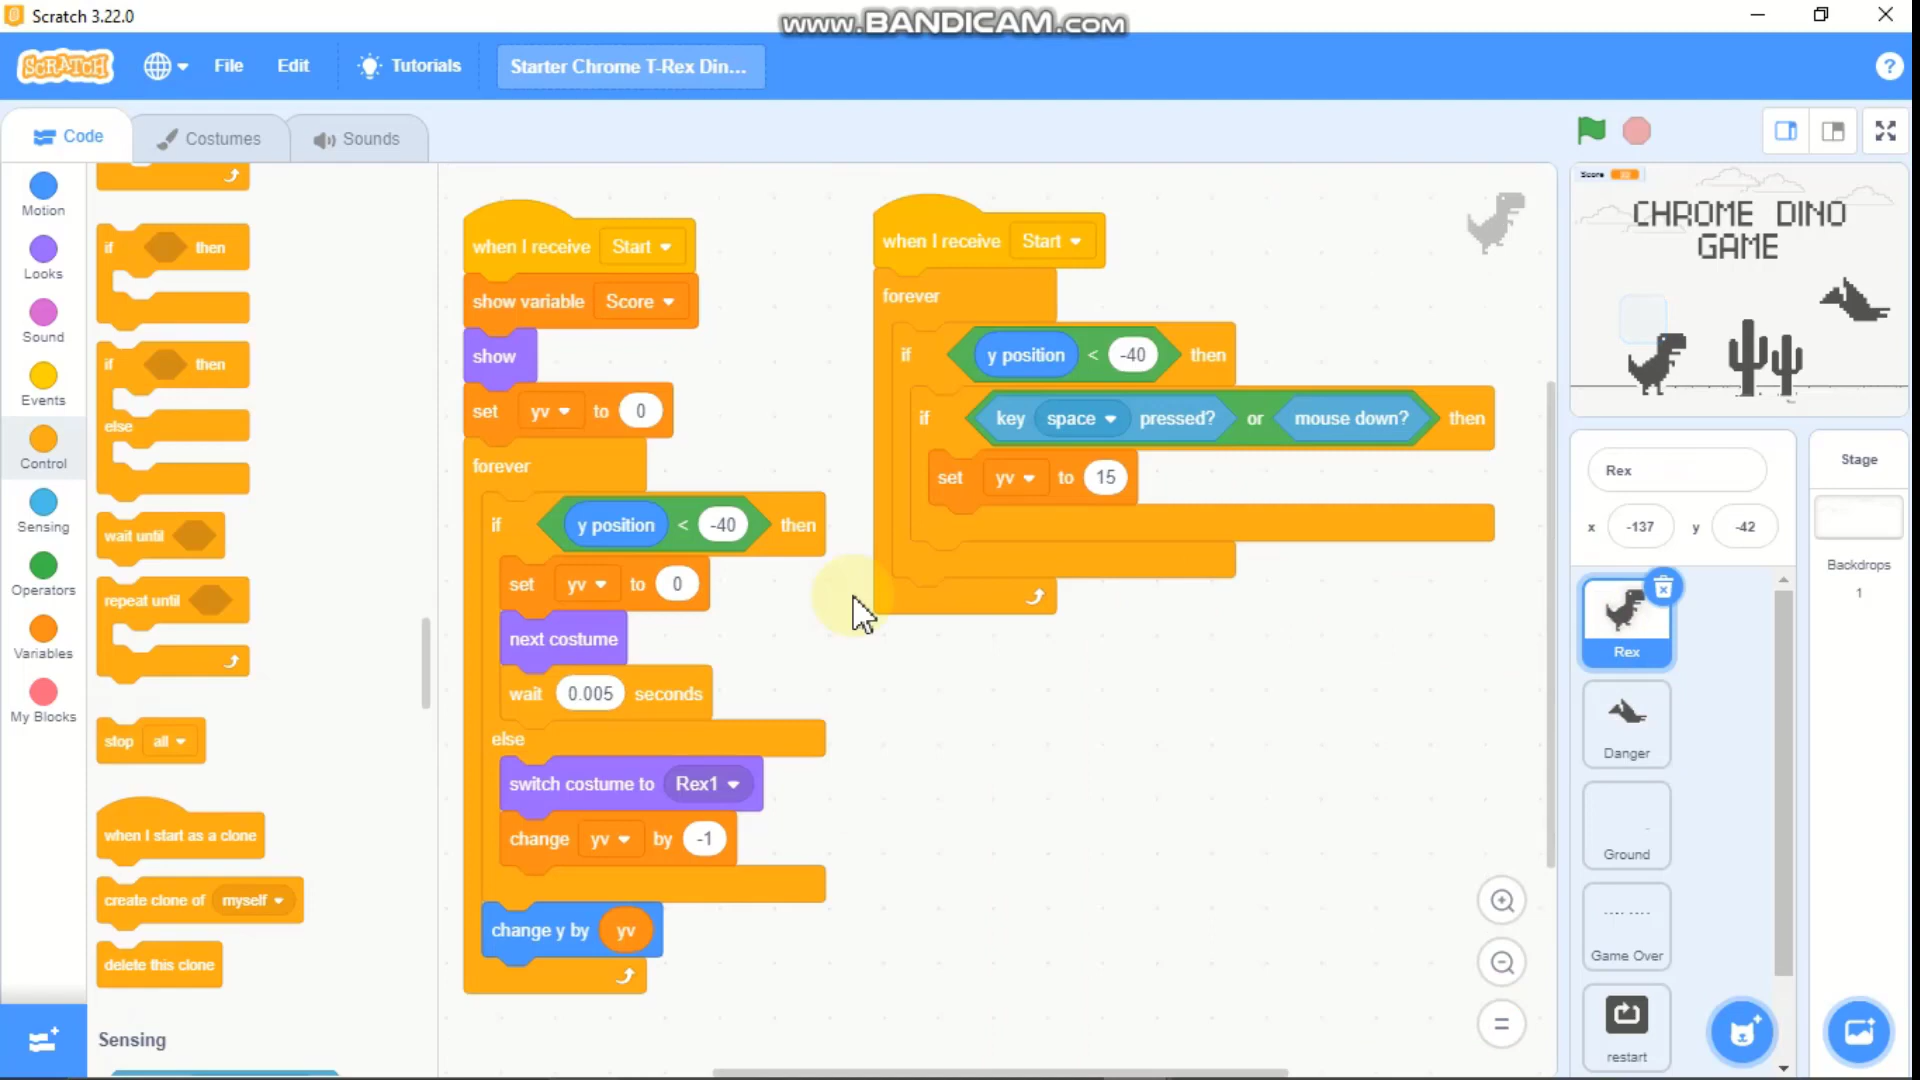 Scratch 3.22.0
www.BANDICAM.com
SCRATCH
File
Edit
Tutorials
Starter Chrome T-Rex Din...
?
Code
Costumes
Sounds
Motion
Looks
Sound
Events
Control
Sensing
Operators
Variables
My Blocks
if then
if then
else
wait until
repeat until
stop all
when I start as a clone
create clone of myself
delete this clone
Sensing
when I receive Start
show variable Score
show
set yv to 0
forever
if y position < -40 then
set yv to 0
next costume
wait 0.005 seconds
else
switch costume to Rex1
change yv by -1
change y by yv
when I receive Start
forever
if y position < -40 then
if key space pressed? or mouse down? then
set yv to 15
Score
CHROME DINO
GAME
Rex
x -137 y -42
Rex
Danger
Ground
Game Over
restart
Stage
Backdrops
1